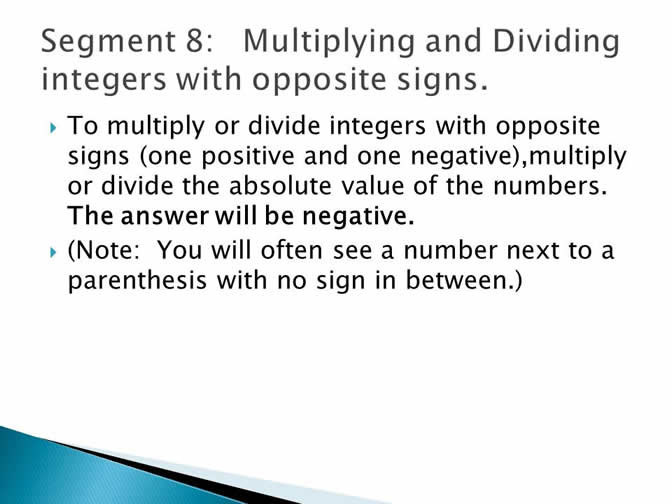 Segment 8:   Multiplying and Dividing
integers with opposite signs.
To multiply or divide integers with opposite
signs (one positive and one negative),multiply
or divide the absolute value of the numbers.
The answer will be negative.
(Note:  You will often see a number next to a
parenthesis with no sign in between.)